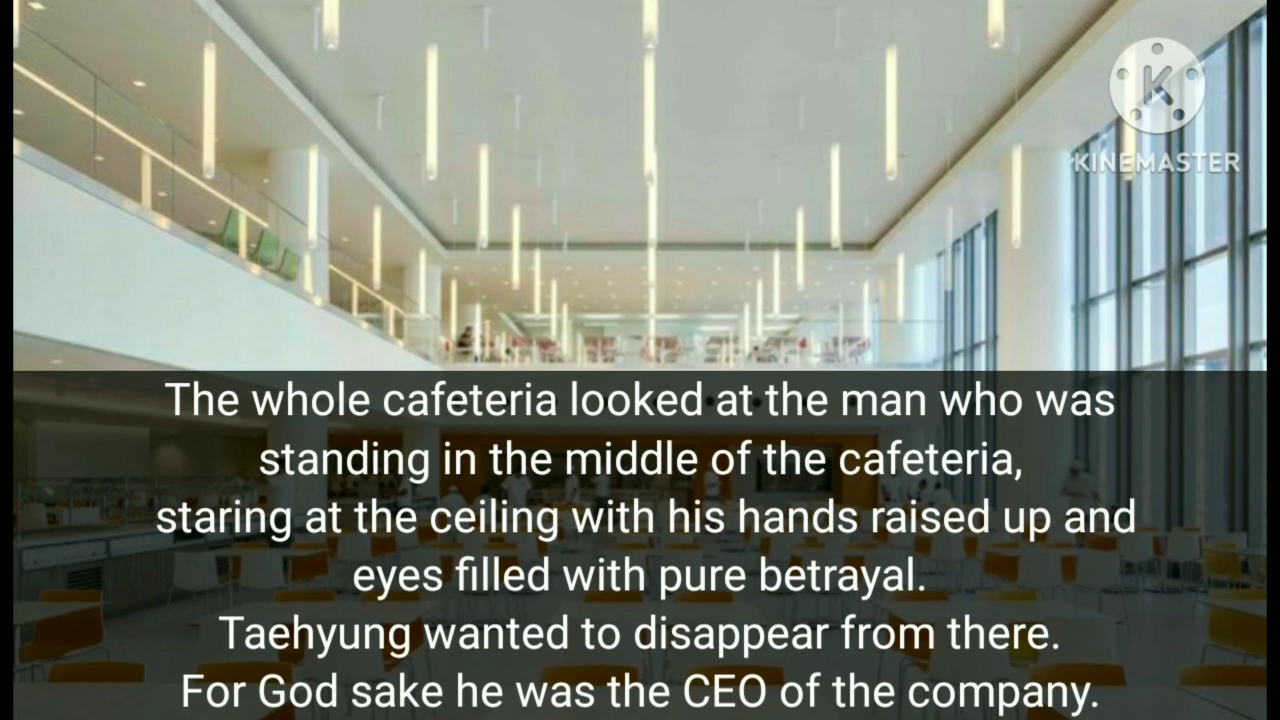 K
KINEMASTER
The whole cafeteria looked at the man who was
standing in the middle of the cafeteria,
staring at the ceiling with his hands raised up and
eyes filled with pure betrayal.
Taehyung wanted to disappear from there.
For God sake he was the CEO of the company.